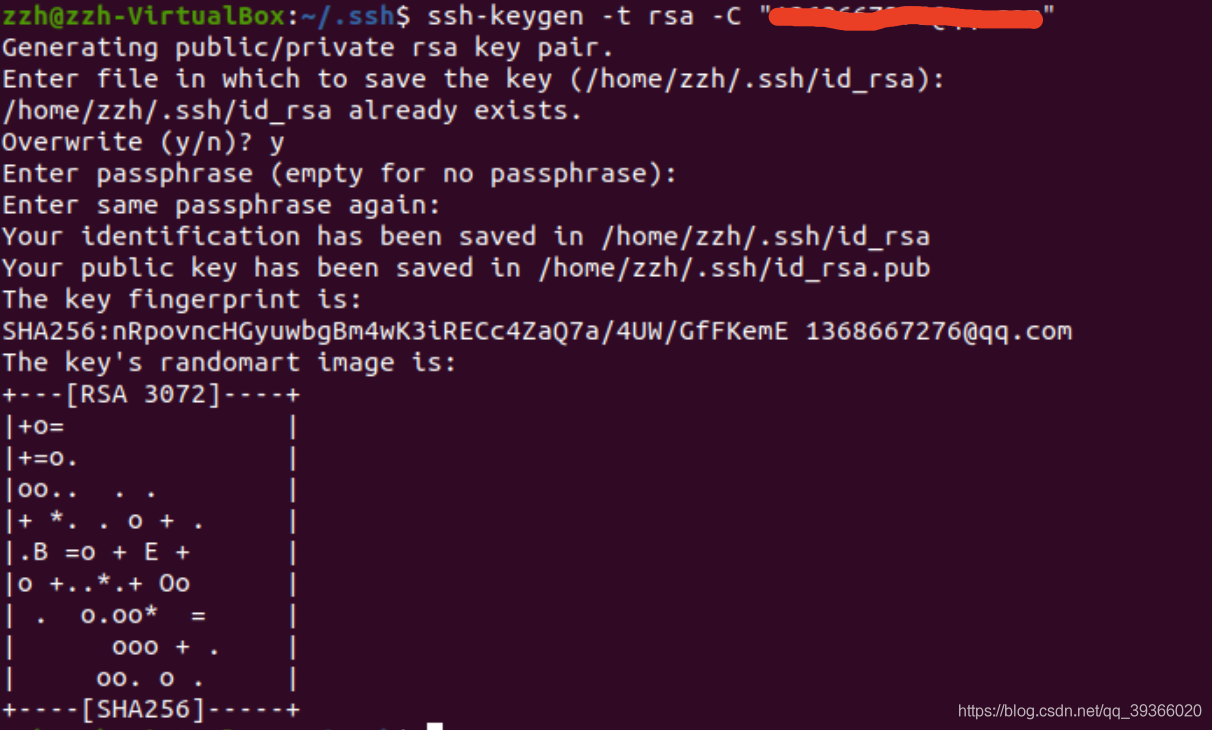 zzh@zzh-VirtualBox:~/.ssh$ ssh-keygen -t rsa -C " "
Generating public/private rsa key pair.
Enter file in which to save the key (/home/zzh/.ssh/id_rsa):
/home/zzh/.ssh/id_rsa already exists.
Overwrite (y/n)? y
Enter passphrase (empty for no passphrase):
Enter same passphrase again:
Your identification has been saved in /home/zzh/.ssh/id_rsa
Your public key has been saved in /home/zzh/.ssh/id_rsa.pub
The key fingerprint is:
SHA256:nRpovncHGyuwbgBm4wK3iRECc4ZaQ7a/4UW/GfFKemE 1368667276@qq.com
The key's randomart image is:
+---[RSA 3072]----+
|+o=              |
|+=o.             |
|oo..  . .        |
|+ *. . o + .     |
|.B =o + E +      |
|o +..*.+ Oo      |
| .  o.oo*  =     |
|      ooo + .    |
|     oo. o .     |
+----[SHA256]-----+
https://blog.csdn.net/qq_39366020